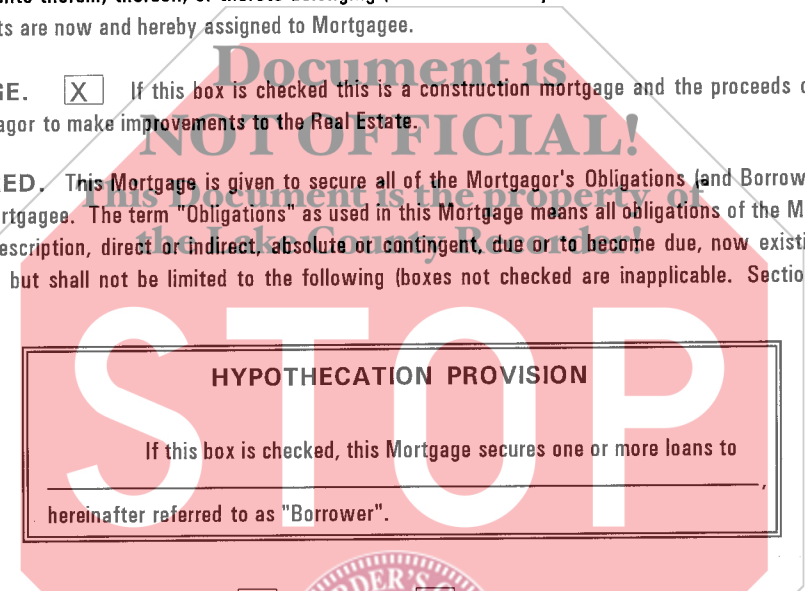 ts are now and hereby assigned to Mortgagee.
Document is
GE. X If this box is checked this is a construction mortgage and the proceeds
agor to make improvements to the Real Estate.
NOT OFFICIAL!
ED. This Mortgage is given to secure all of the Mortgagor's Obligations (and Borrow
This Document is the property of
rtgagee. The term "Obligations" as used in this Mortgage means all obligations of the M
escription, direct or indirect, absolute or contingent, due or to become due, now existi
the Lake County Recorder!
but shall not be limited to the following (boxes not checked are inapplicable. Sectio
STOP
HYPOTHECATION PROVISION
If this box is checked, this Mortgage secures one or more loans to
,
hereinafter referred to as "Borrower".